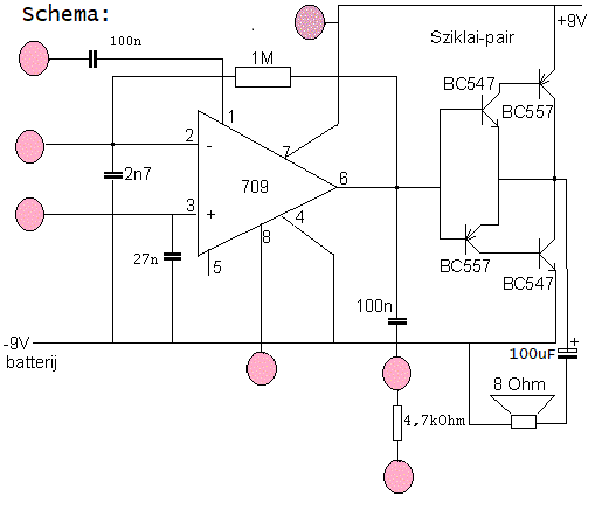 Schema:
100n
1M
Sziklai-pair
+9V
BC547
BC557
1
2
-
7
2n7
709
6
3
+
4
8
27n
5
BC557
BC547
100n
-9V
batterij
+
100uF
8 Ohm
4,7kOhm